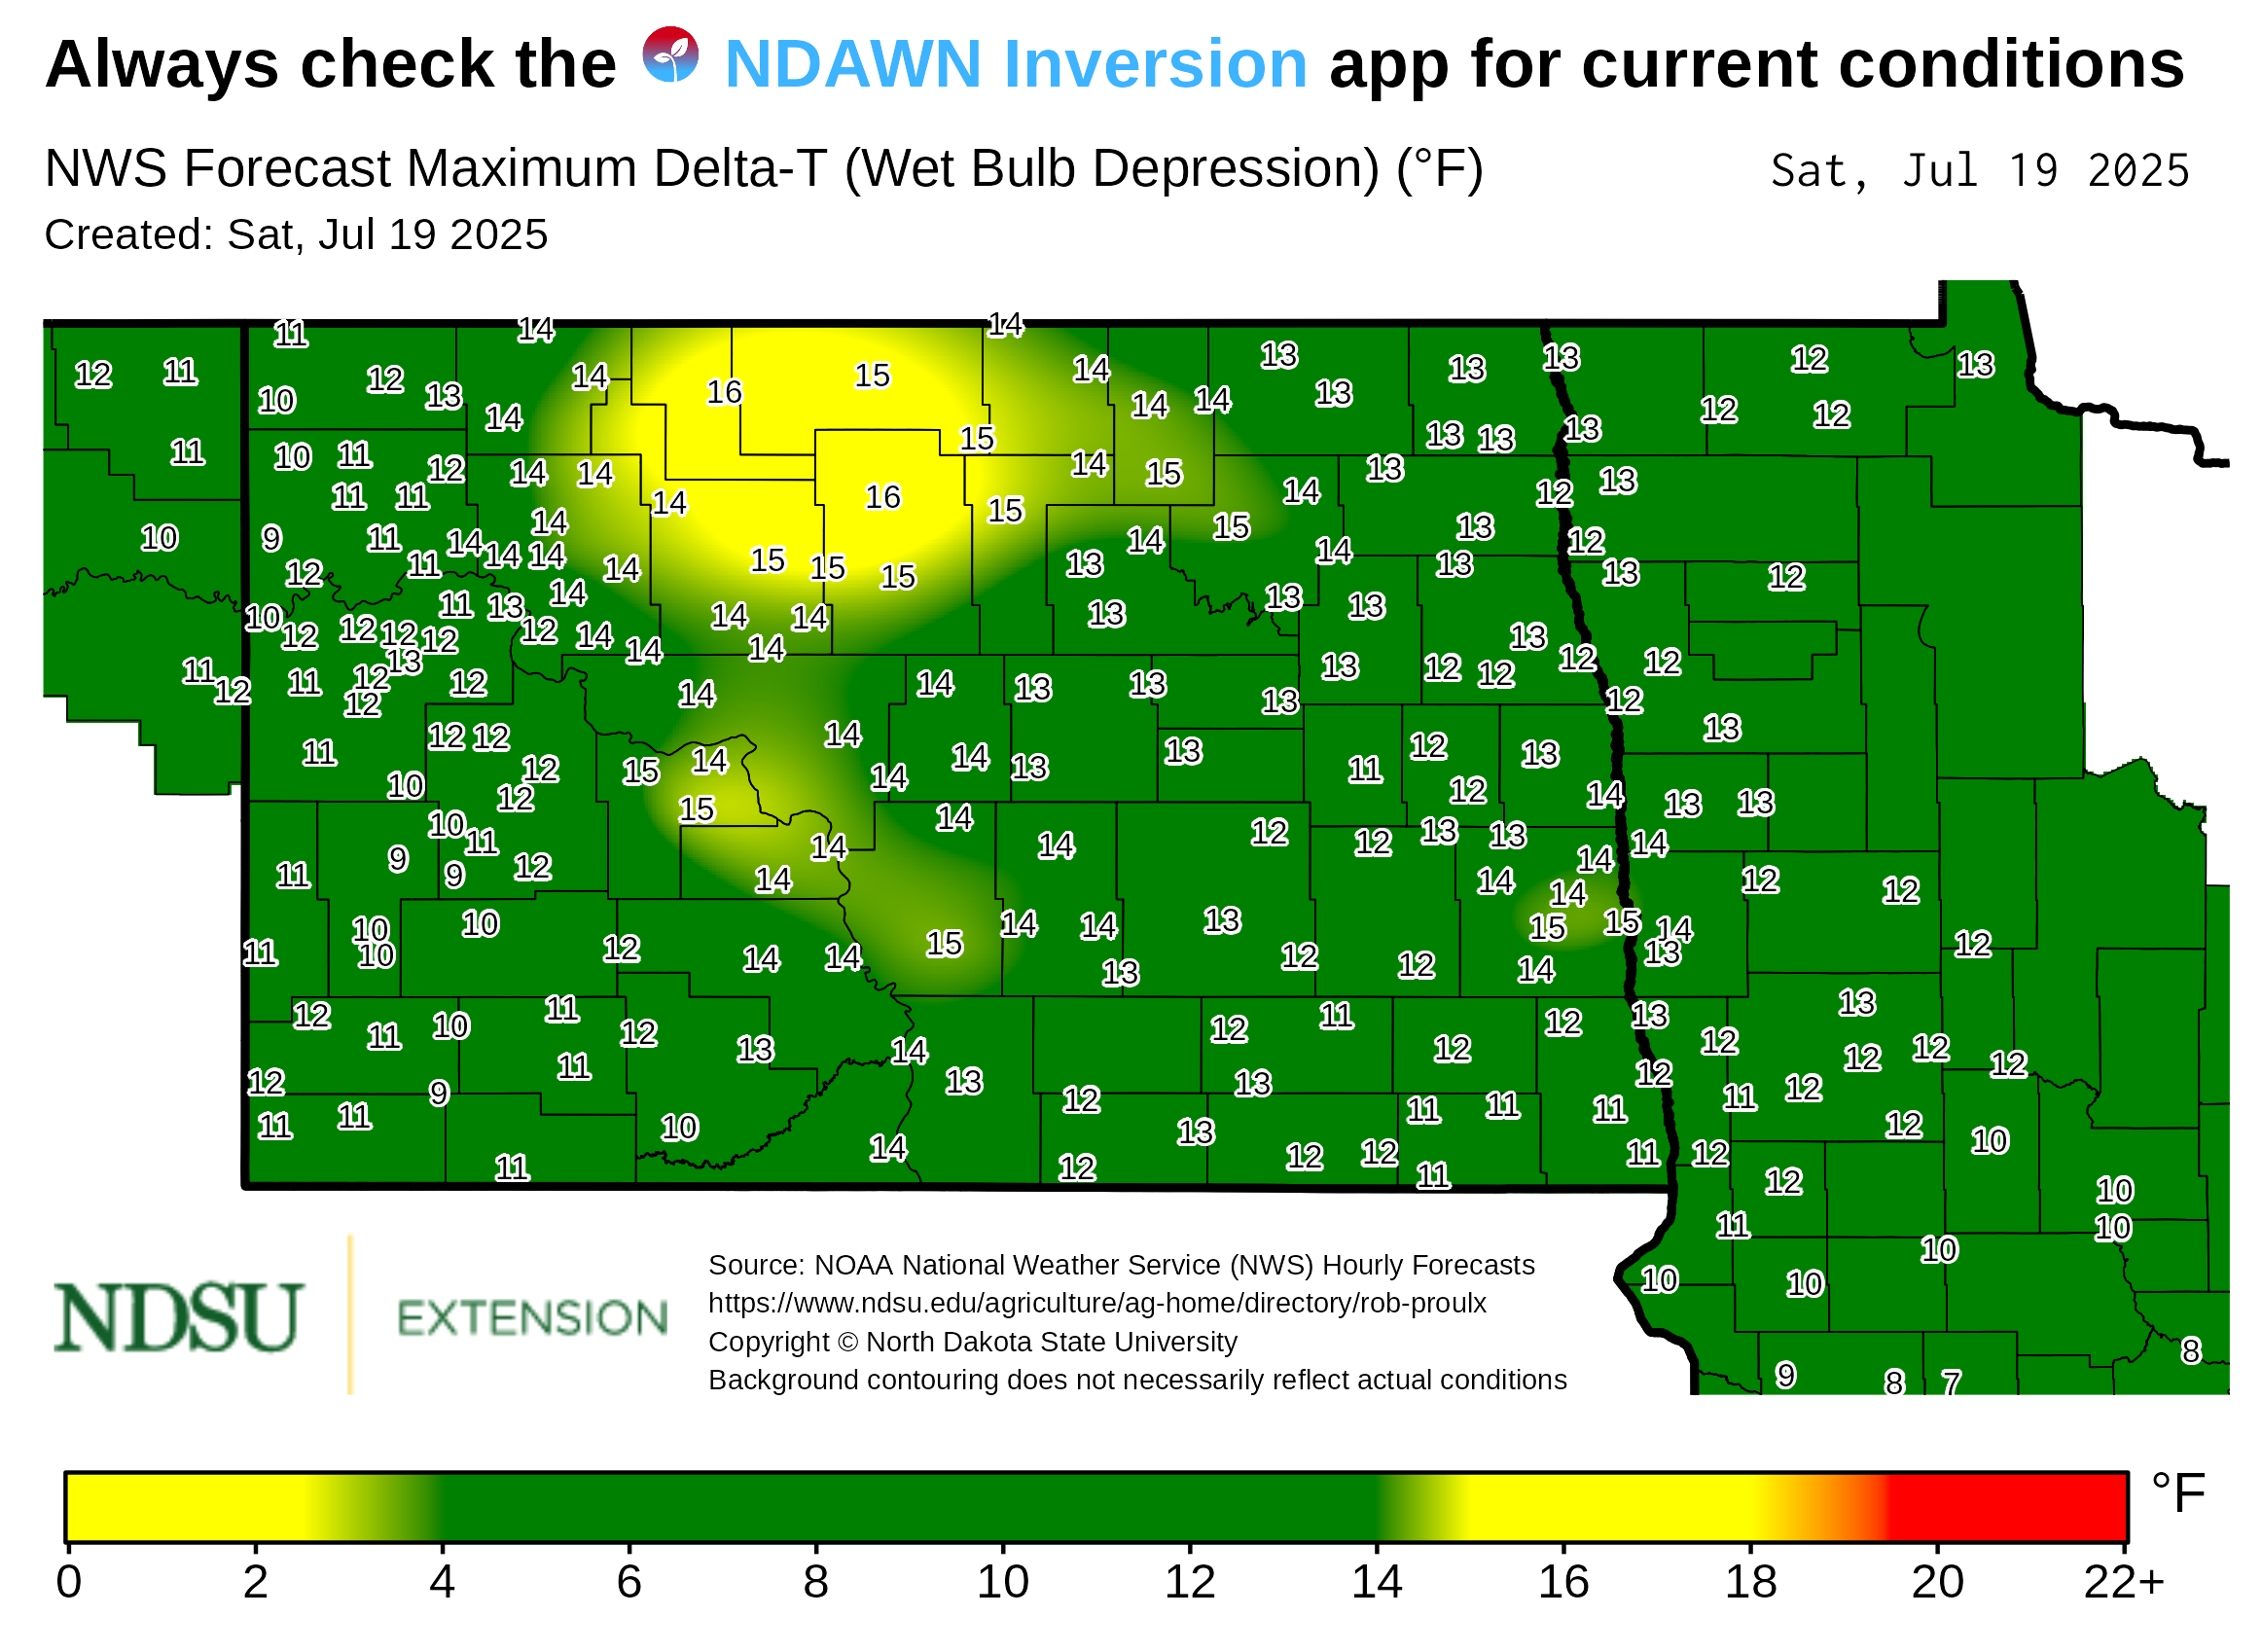 Always check the NDAWN Inversion app for current conditions
NWS Forecast Maximum Delta-T (Wet Bulb Depression) (°F) Sat, Jul 19 2025
Created: Sat, Jul 19 2025
11 14 14
12 11 10 12 13 14 14 16 15 14 14 14 13 13 13 13 12 13
11 10 11 12 14 14 14 15 14 15 13 13 13 13 12 12
11 11 14 16 15 14 13 12 13
10 9 11 14 11 14 14 14 14 15 15 15 13 14 15 14 13 13 12 13 12
12 10 11 13 14 12 14 14 14 14 14 13 13 13 13 12
12 12 12 12 13 11 12 11 12 12 12 14 14 13 13 13 13 12 12 12 12
11 12 12 12 15 14 14 14 14 13 13 13 11 12 13 13
10 12 15 14 12 14 13 13
10 11 9 9 12 11 14 14 14 12 12 13 13 14 14
10 10 10 12 14 14 15 14 14 13 12 12 14 14 15 15 14 13 12 12 12
11 13 14
12 11 10 11 12 11 13 14 13 12 11 13 12 12 13 12 13 12 12 12
12 9 11 11 10 14 12 13 11 11 11 12 11 12 12 10
11 12 13 12 12 11 11 12 12 10
11 10
10 10 10
9 8 7 8
NDSU EXTENSION
Source: NOAA National Weather Service (NWS) Hourly Forecasts
https://www.ndsu.edu/agriculture/ag-home/directory/rob-proulx
Copyright © North Dakota State University
Background contouring does not necessarily reflect actual conditions
°F
0 2 4 6 8 10 12 14 16 18 20 22+